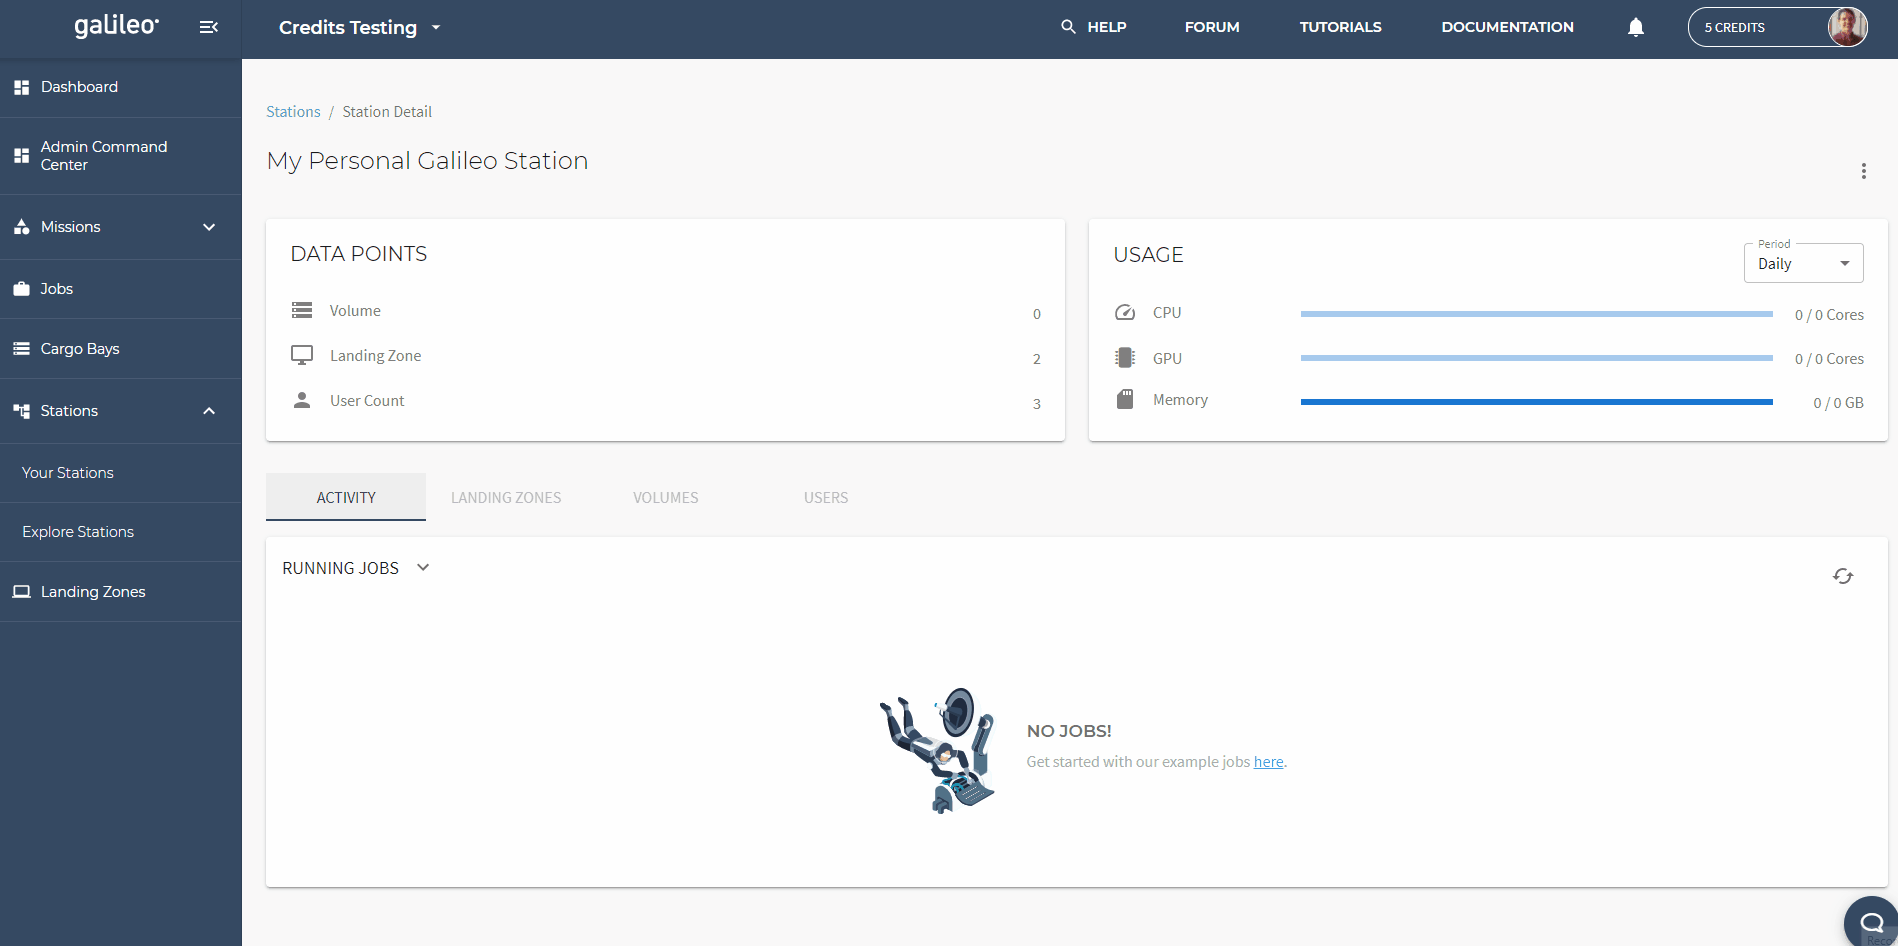 galileo
Credits Testing
HELP
FORUM
TUTORIALS
DOCUMENTATION
5 CREDITS
Dashboard
Admin Command
Center
Missions
Jobs
Cargo Bays
Stations
Your Stations
Explore Stations
Landing Zones
Stations / Station Detail
My Personal Galileo Station
DATA POINTS
Volume 0
Landing Zone 2
User Count 3
USAGE
Period
Daily
CPU 0 / 0 Cores
GPU 0 / 0 Cores
Memory 0 / 0 GB
ACTIVITY
LANDING ZONES
VOLUMES
USERS
RUNNING JOBS
NO JOBS!
Get started with our example jobs here.